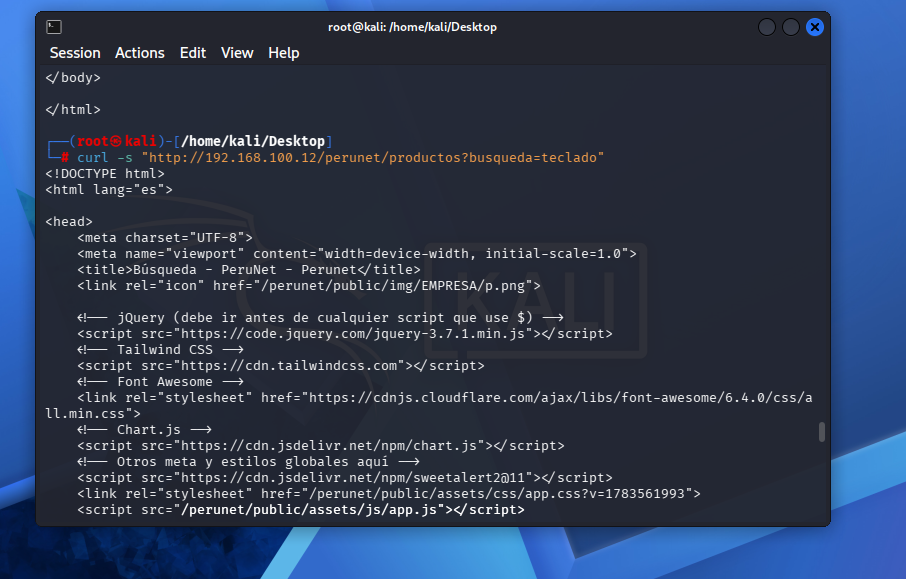 root@kali: /home/kali/Desktop
Session Actions Edit View Help
</body>
</html>
┌──(root㉿kali)-[/home/kali/Desktop]
└─# curl -s "http://192.168.100.12/perunet/productos?busqueda=teclado"
<!DOCTYPE html>
<html lang="es">
<head>
<meta charset="UTF-8">
<meta name="viewport" content="width=device-width, initial-scale=1.0">
<title>Búsqueda - PeruNet - Perunet</title>
<link rel="icon" href="/perunet/public/img/EMPRESA/p.png">
<!-- jQuery (debe ir antes de cualquier script que use $) -->
<script src="https://code.jquery.com/jquery-3.7.1.min.js"></script>
<!-- Tailwind CSS -->
<script src="https://cdn.tailwindcss.com"></script>
<!-- Font Awesome -->
<link rel="stylesheet" href="https://cdnjs.cloudflare.com/ajax/libs/font-awesome/6.4.0/css/a
ll.min.css">
<!-- Chart.js -->
<script src="https://cdn.jsdelivr.net/npm/chart.js"></script>
<!-- Otros meta y estilos globales aquí -->
<script src="https://cdn.jsdelivr.net/npm/sweetalert2@11"></script>
<link rel="stylesheet" href="/perunet/public/assets/css/app.css?v=1783561993">
<script src="/perunet/public/assets/js/app.js"></script>
KALI